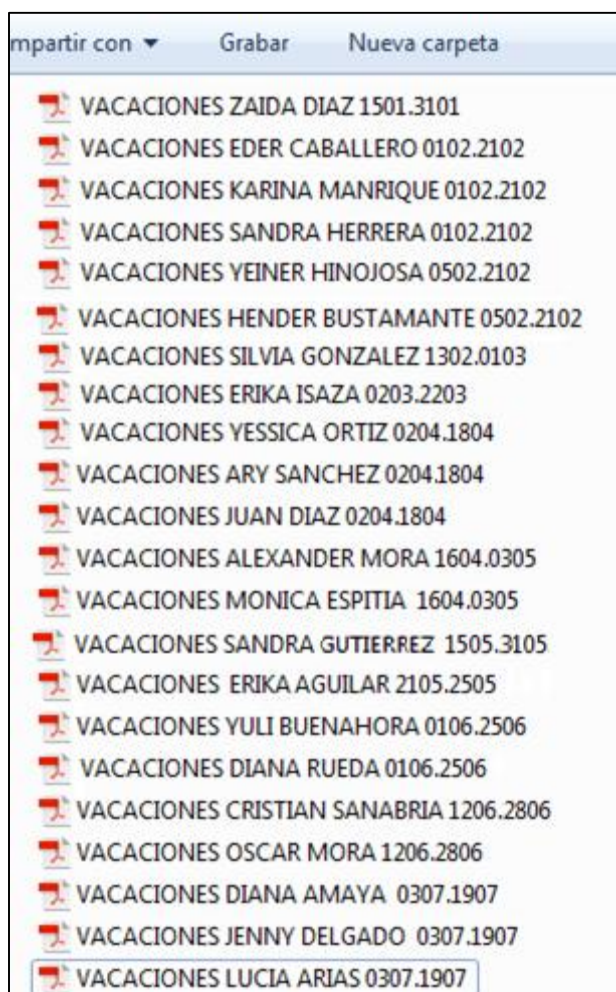 mpartir con Grabar Nueva carpeta
VACACIONES ZAIDA DIAZ 1501.3101
VACACIONES EDER CABALLERO 0102.2102
VACACIONES KARINA MANRIQUE 0102.2102
VACACIONES SANDRA HERRERA 0102.2102
VACACIONES YEINER HINOJOSA 0502.2102
VACACIONES HENDER BUSTAMANTE 0502.2102
VACACIONES SILVIA GONZALEZ 1302.0103
VACACIONES ERIKA ISAZA 0203.2203
VACACIONES YESSICA ORTIZ 0204.1804
VACACIONES ARY SANCHEZ 0204.1804
VACACIONES JUAN DIAZ 0204.1804
VACACIONES ALEXANDER MORA 1604.0305
VACACIONES MONICA ESPITIA 1604.0305
VACACIONES SANDRA GUTIERREZ 1505.3105
VACACIONES ERIKA AGUILAR 2105.2505
VACACIONES YULI BUENAHORA 0106.2506
VACACIONES DIANA RUEDA 0106.2506
VACACIONES CRISTIAN SANABRIA 1206.2806
VACACIONES OSCAR MORA 1206.2806
VACACIONES DIANA AMAYA 0307.1907
VACACIONES JENNY DELGADO 0307.1907
VACACIONES LUCIA ARIAS 0307.1907